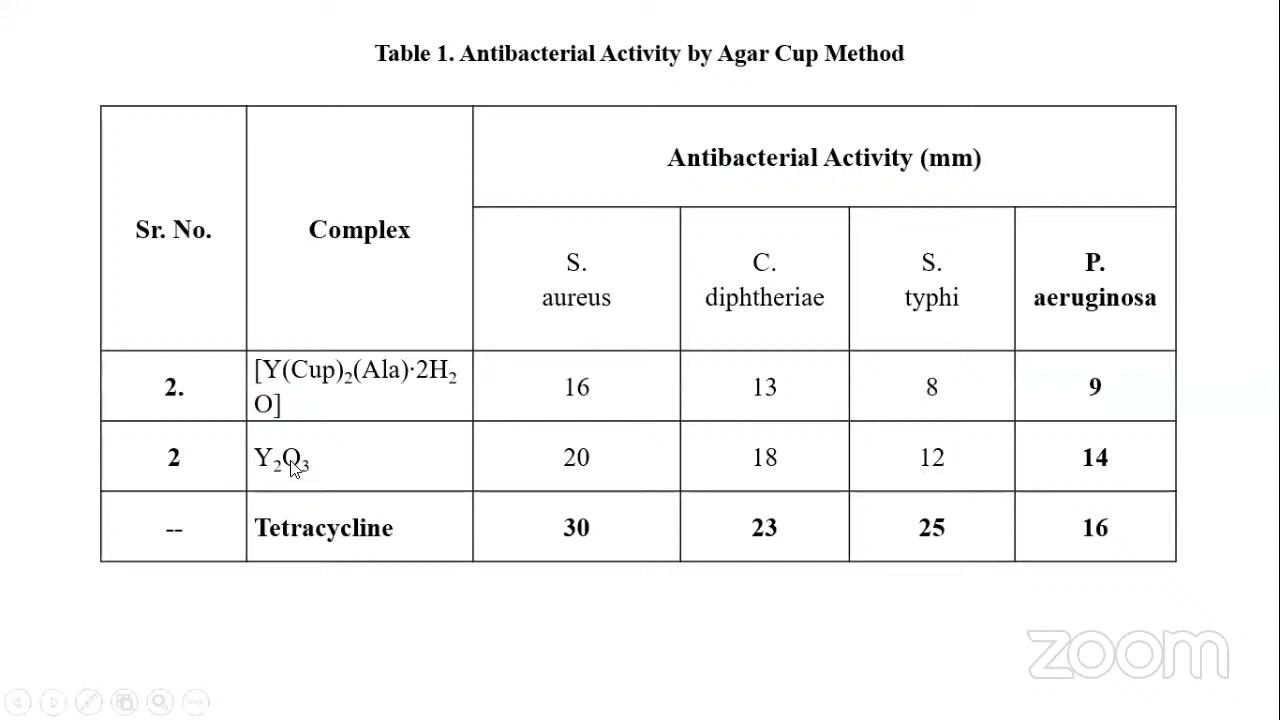 Table 1. Antibacterial Activity by Agar Cup Method
Sr. No.
Complex
Antibacterial Activity (mm)
S.
aureus
C.
diphtheriae
S.
typhi
P.
aeruginosa
2.
[Y(Cup)₂(Ala)·2H₂
O]
16
13
8
9
2
Y₂O₃
20
18
12
14
--
Tetracycline
30
23
25
16
zoom